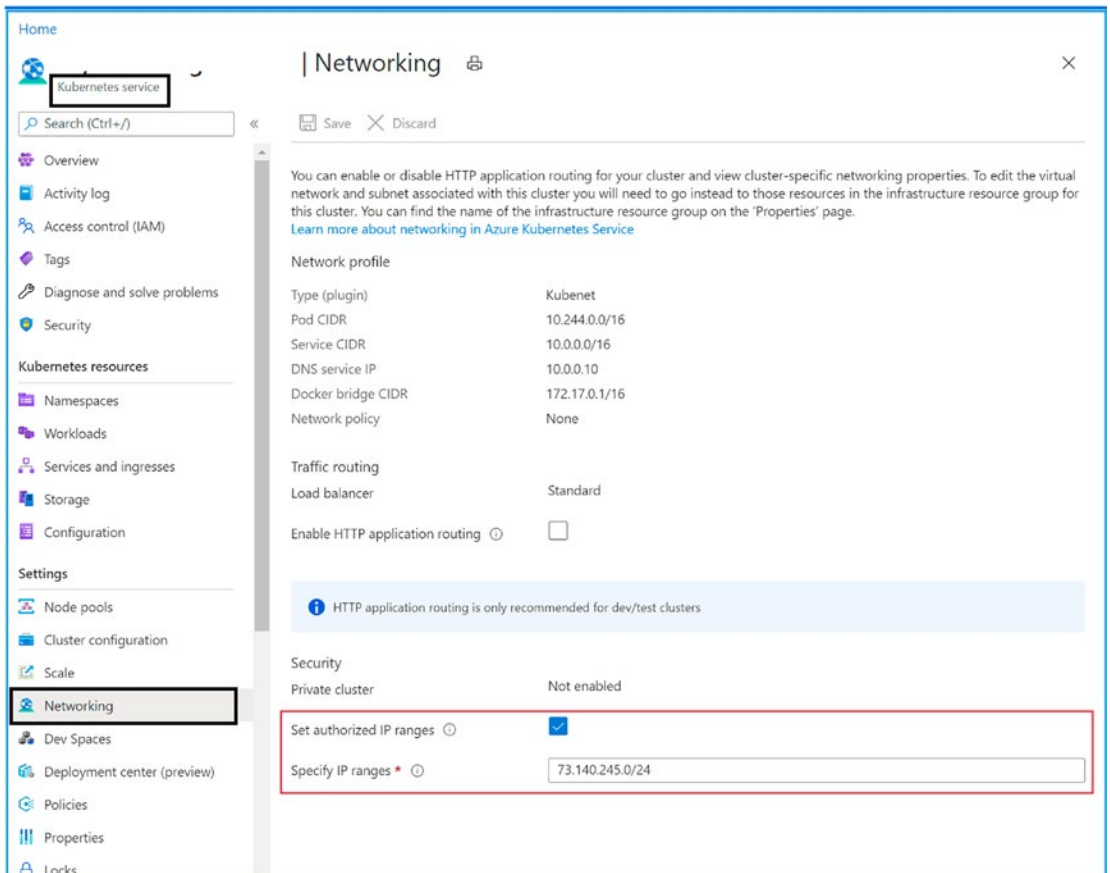 Home
Kubernetes service
Search (Ctrl+/)
«
Overview
Activity log
Access control (IAM)
Tags
Diagnose and solve problems
Security
Kubernetes resources
Namespaces
Workloads
Services and ingresses
Storage
Configuration
Settings
Node pools
Cluster configuration
Scale
Networking
Dev Spaces
Deployment center (preview)
Policies
Properties
Locks
| Networking
Save Discard
You can enable or disable HTTP application routing for your cluster and view cluster-specific networking properties. To edit the virtual
network and subnet associated with this cluster you will need to go instead to those resources in the infrastructure resource group for
this cluster. You can find the name of the infrastructure resource group on the 'Properties' page.
Learn more about networking in Azure Kubernetes Service
Network profile
Type (plugin) Kubenet
Pod CIDR 10.244.0.0/16
Service CIDR 10.0.0.0/16
DNS service IP 10.0.0.10
Docker bridge CIDR 172.17.0.1/16
Network policy None
Traffic routing
Load balancer Standard
Enable HTTP application routing
HTTP application routing is only recommended for dev/test clusters
Security
Private cluster Not enabled
Set authorized IP ranges
Specify IP ranges * 73.140.245.0/24